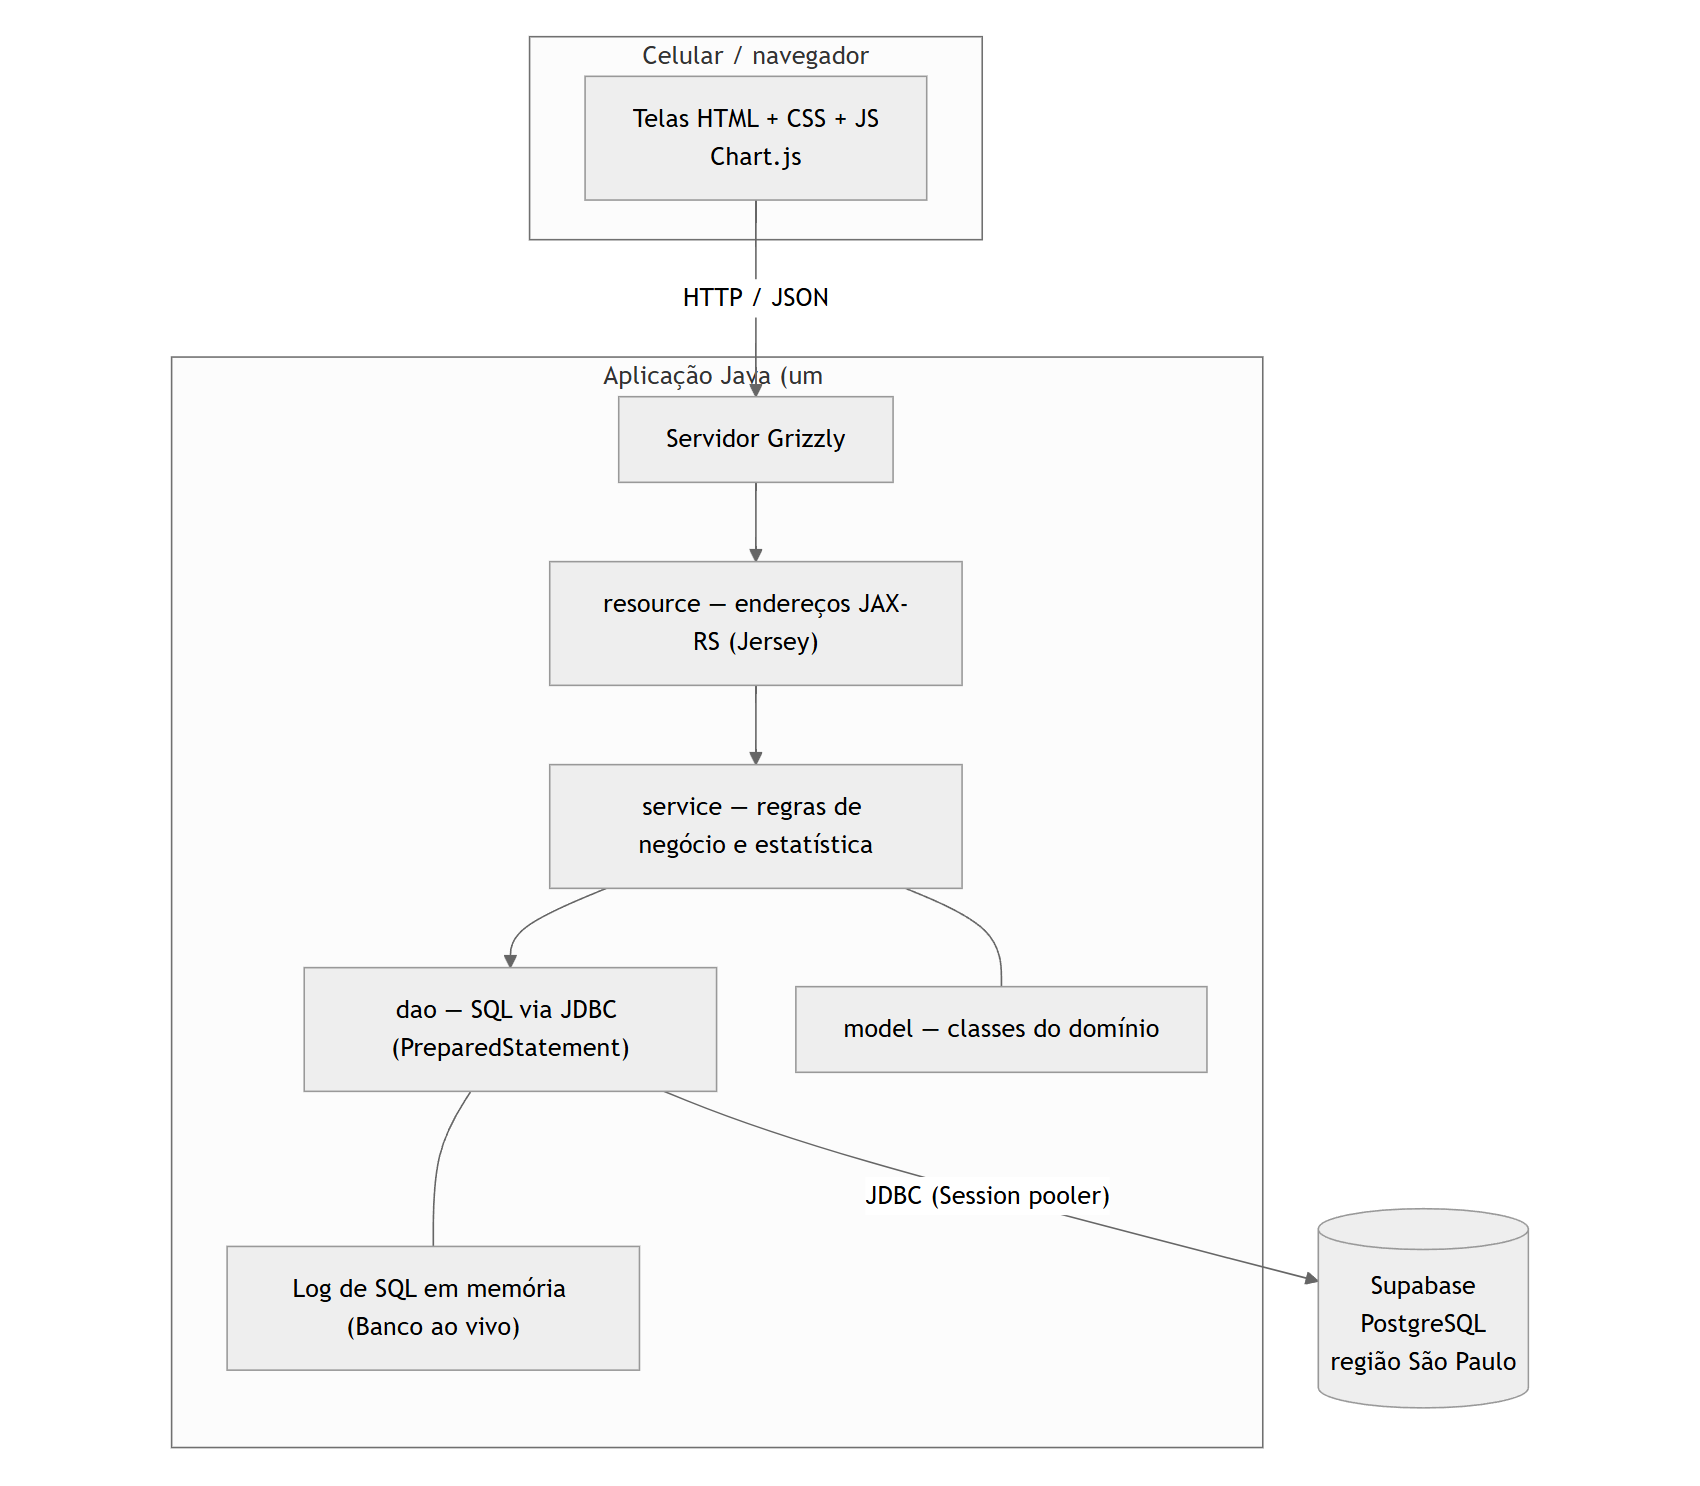 Celular / navegador
Telas HTML + CSS + JS
Chart.js
HTTP / JSON
Aplicação Java (um
Servidor Grizzly
resource — endereços JAX-
RS (Jersey)
service — regras de
negócio e estatística
dao — SQL via JDBC
(PreparedStatement)
model — classes do domínio
JDBC (Session pooler)
Log de SQL em memória
(Banco ao vivo)
Supabase
PostgreSQL
região São Paulo